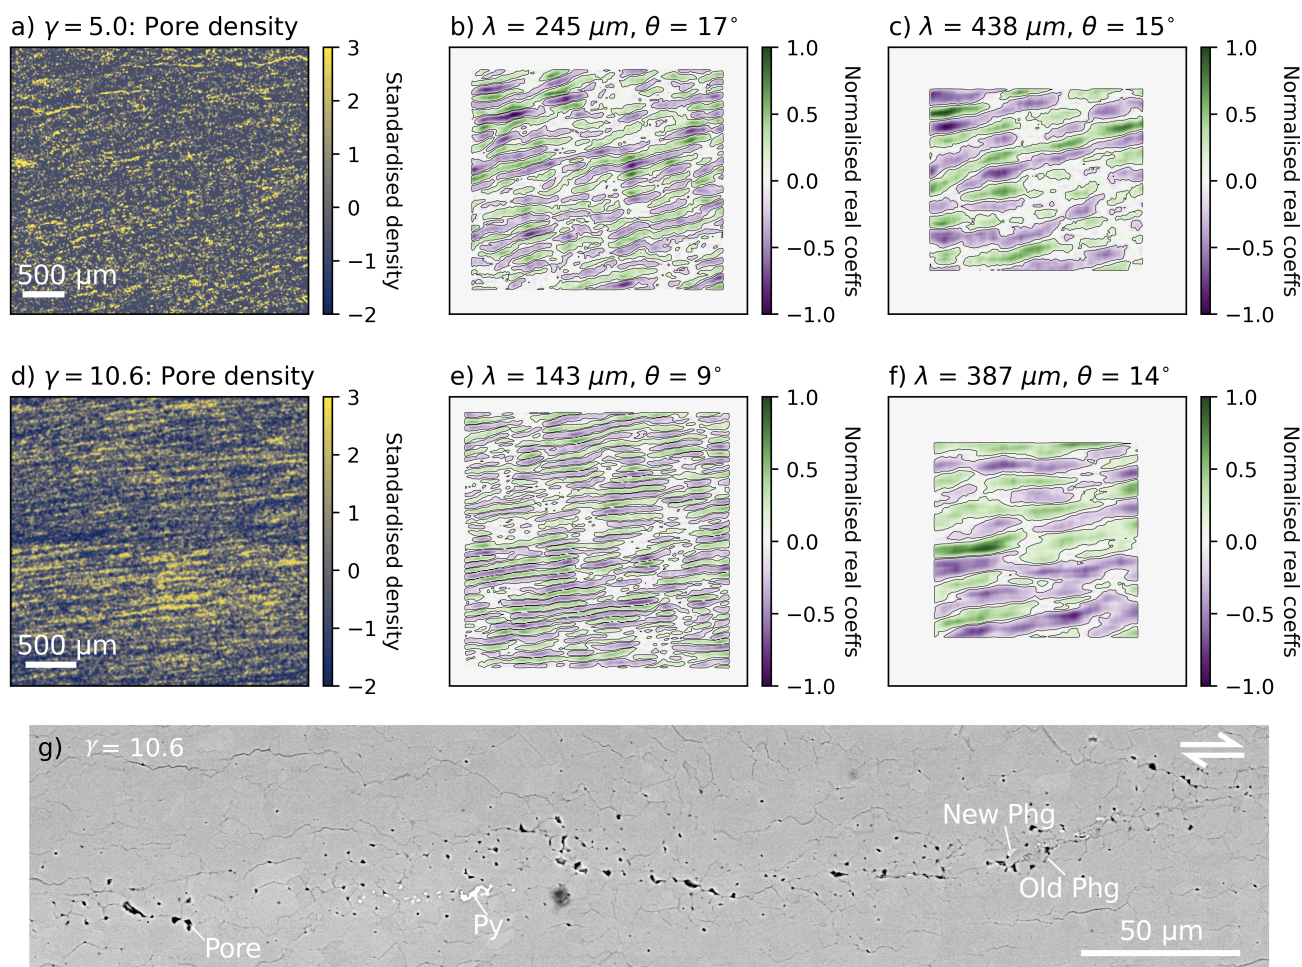 a) γ = 5.0: Pore density
b) λ = 245 μm, θ = 17°
c) λ = 438 μm, θ = 15°
500 μm
3
2
1
0
−1
−2
Standardised density
1.0
0.5
0.0
−0.5
−1.0
Normalised real coeffs
1.0
0.5
0.0
−0.5
−1.0
Normalised real coeffs
d) γ = 10.6: Pore density
e) λ = 143 μm, θ = 9°
f) λ = 387 μm, θ = 14°
500 μm
3
2
1
0
−1
−2
Standardised density
1.0
0.5
0.0
−0.5
−1.0
Normalised real coeffs
1.0
0.5
0.0
−0.5
−1.0
Normalised real coeffs
g) γ = 10.6
New Phg
Old Phg
Py
Pore
50 μm